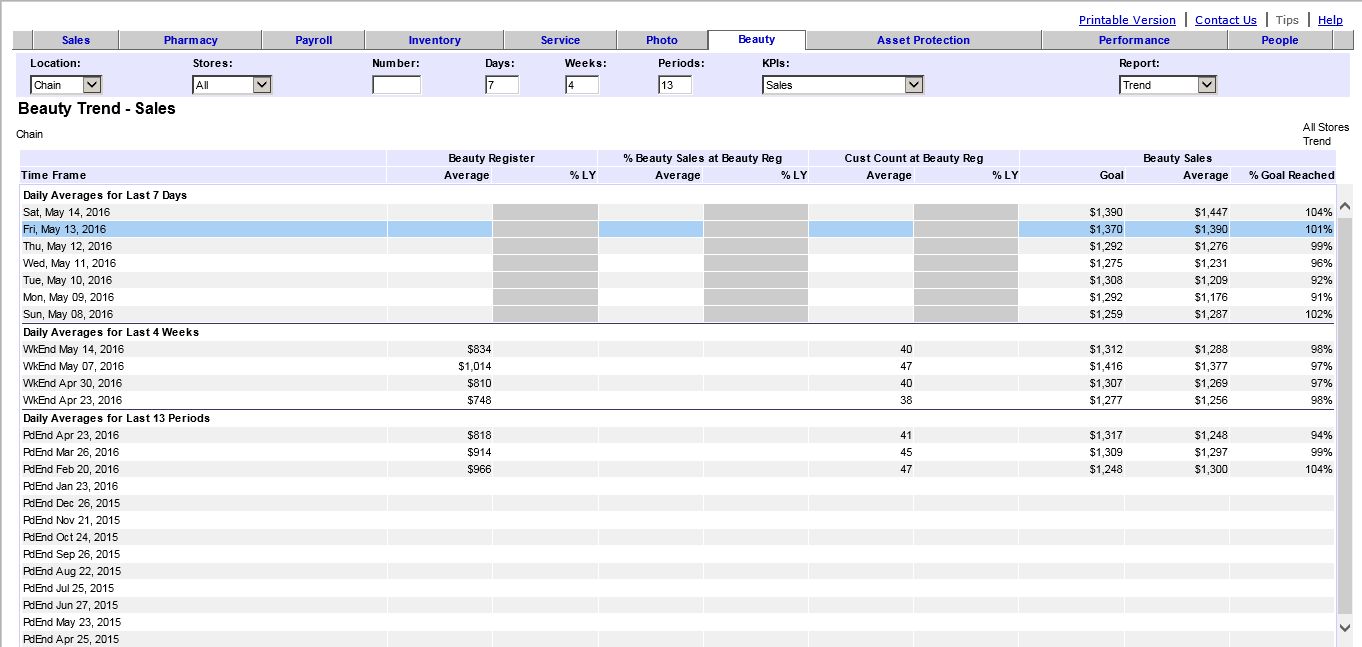 Printable Version | Contact Us | Tips | Help
Sales Pharmacy Payroll Inventory Service Photo Beauty Asset Protection Performance People
Location: Stores: Number: Days: Weeks: Periods: KPIs: Report:
Chain All 7 4 13 Sales Trend
Beauty Trend - Sales
All Stores
Chain
Trend
Beauty Register % Beauty Sales at Beauty Reg Cust Count at Beauty Reg Beauty Sales
Time Frame Average % LY Average % LY Average % LY Goal Average % Goal Reached
Daily Averages for Last 7 Days
Sat, May 14, 2016 $1,390 $1,447 104%
Fri, May 13, 2016 $1,370 $1,390 101%
Thu, May 12, 2016 $1,292 $1,276 99%
Wed, May 11, 2016 $1,275 $1,231 96%
Tue, May 10, 2016 $1,308 $1,209 92%
Mon, May 09, 2016 $1,292 $1,176 91%
Sun, May 08, 2016 $1,259 $1,287 102%
Daily Averages for Last 4 Weeks
WkEnd May 14, 2016 $834 40 $1,312 $1,288 98%
WkEnd May 07, 2016 $1,014 47 $1,416 $1,377 97%
WkEnd Apr 30, 2016 $810 40 $1,307 $1,269 97%
WkEnd Apr 23, 2016 $748 38 $1,277 $1,256 98%
Daily Averages for Last 13 Periods
PdEnd Apr 23, 2016 $818 41 $1,317 $1,248 94%
PdEnd Mar 26, 2016 $914 45 $1,309 $1,297 99%
PdEnd Feb 20, 2016 $966 47 $1,248 $1,300 104%
PdEnd Jan 23, 2016
PdEnd Dec 26, 2015
PdEnd Nov 21, 2015
PdEnd Oct 24, 2015
PdEnd Sep 26, 2015
PdEnd Aug 22, 2015
PdEnd Jul 25, 2015
PdEnd Jun 27, 2015
PdEnd May 23, 2015
PdEnd Apr 25, 2015